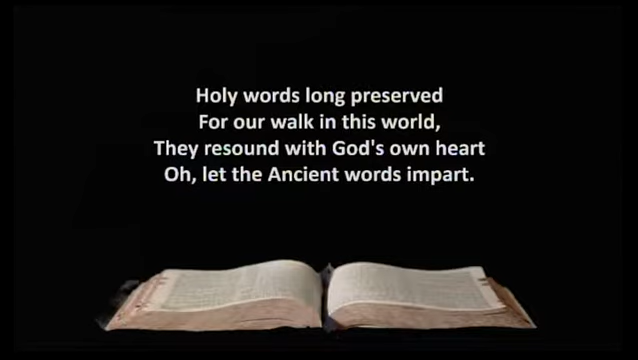 Holy words long preserved
For our walk in this world,
They resound with God's own heart
Oh, let the Ancient words impart.